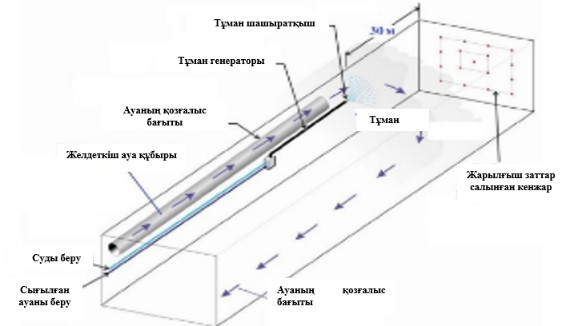 Тұман шашыратқыш
30 м
Тұман генераторы
Ауаның қозғалыс
бағыты
Тұман
Желдеткіш ауа құбыры
Жарылғыш заттар
салынған кенжар
Суды беру
Сығылған
ауаны беру
Ауаның қозғалыс
бағыты